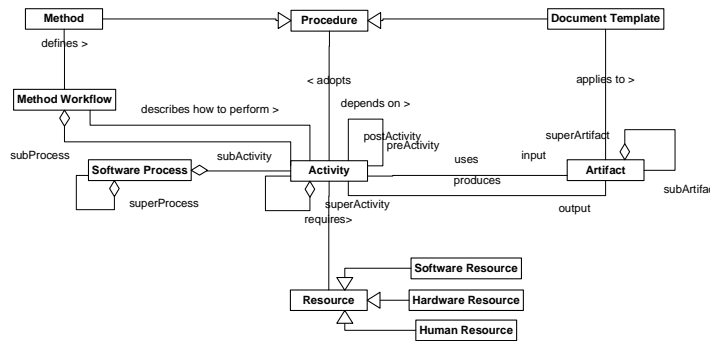 Method
Procedure
Document Template
defines >
< adopts
applies to >
Method Workflow
describes how to perform >
depends on >
postActivity
preActivity
superArtifact
subProcess
subActivity
uses
input
Software Process
Activity
produces
Artifact
subArtifac
superProcess
superActivity
output
requires>
Software Resource
Resource
Hardware Resource
Human Resource